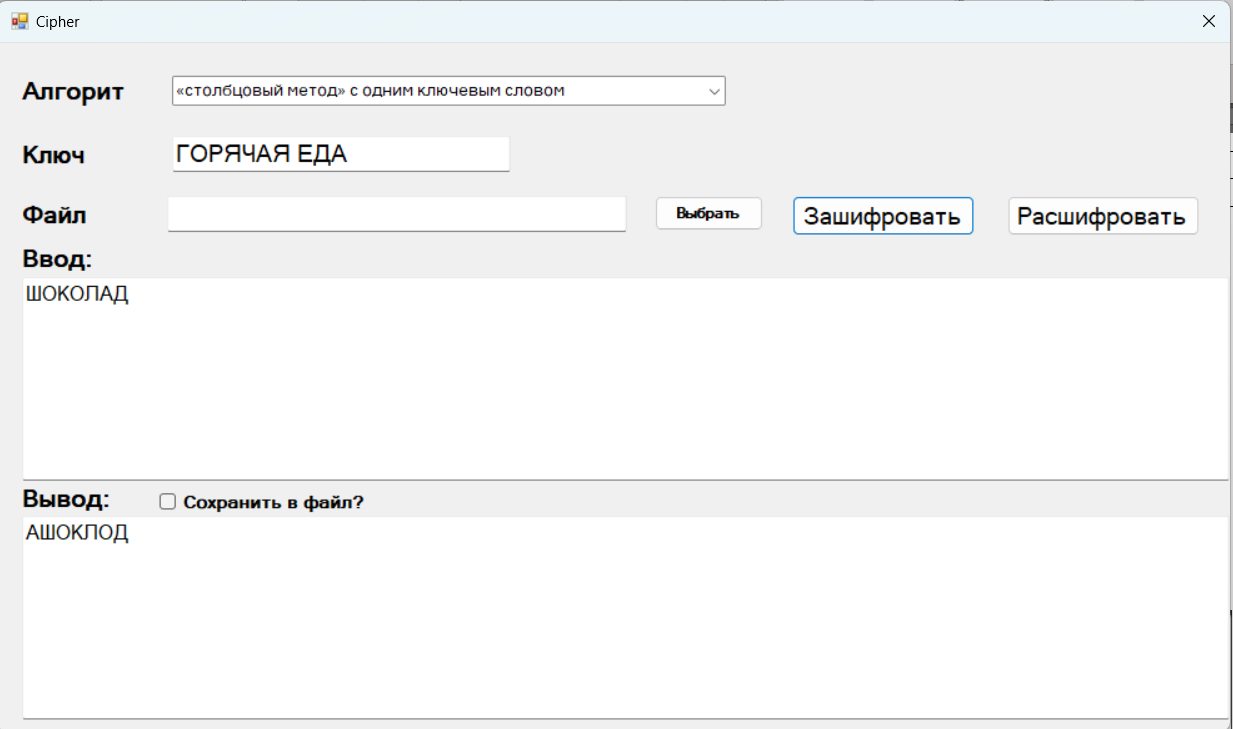 Cipher
Алгорит «столбцовый метод» с одним ключевым словом
Ключ ГОРЯЧАЯ ЕДА
Файл Выбрать Зашифровать Расшифровать
Ввод:
ШОКОЛАД
Вывод: Сохранить в файл?
АШОКЛОД